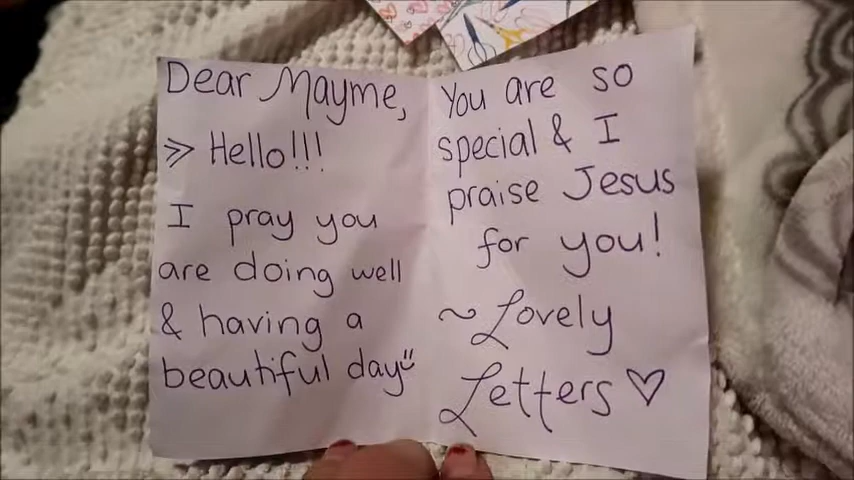 Dear Mayme,
≫ Hello!!!
I pray you
are doing well
& having a
beautiful day
You are so
special & I
praise Jesus
for you!
~ Lovely
Letters ♡